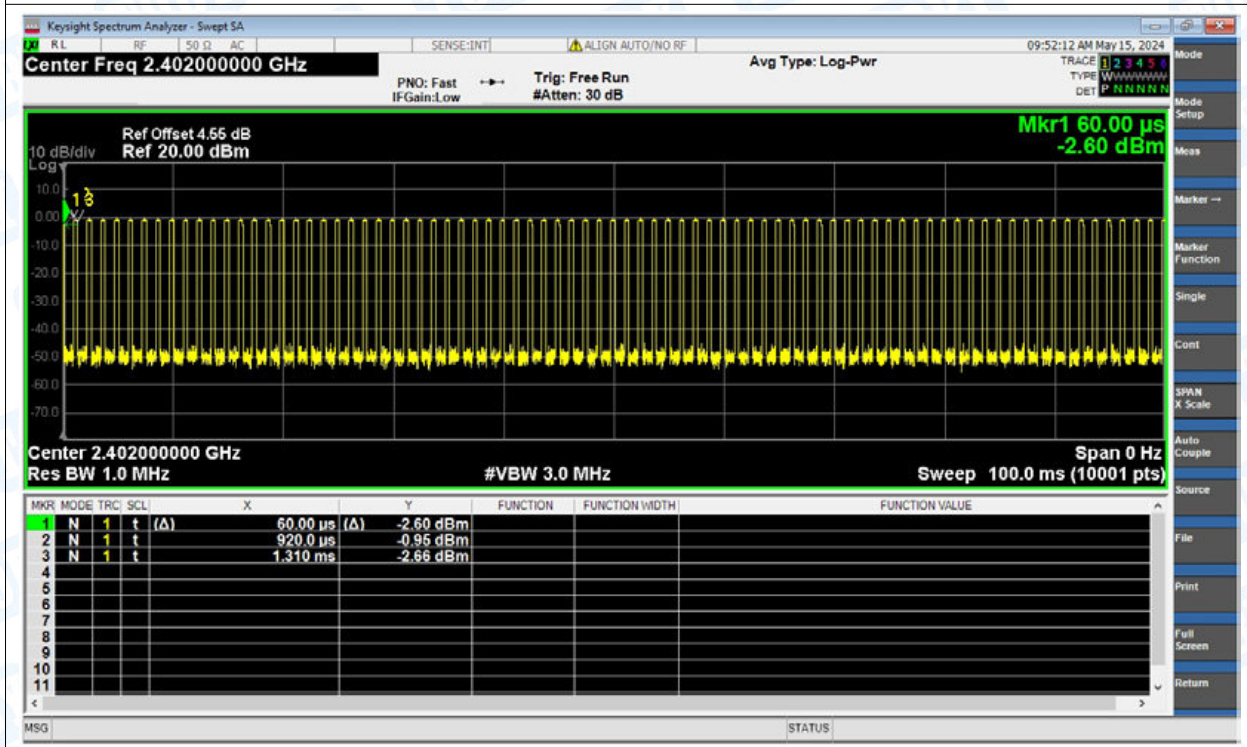 Keysight Spectrum Analyzer - Swept SA
RL RF 50 Ω AC SENSE:INT ALIGN AUTO/NO RF 09:52:12 AM May 15, 2024
Center Freq 2.402000000 GHz
PNO: Fast
IFGain:Low
Trig: Free Run
#Atten: 30 dB
Avg Type: Log-Pwr
TRACE 1 2 3 4 5 6
TYPE W
DET P N N N N N
Mkr1 60.00 µs
-2.60 dBm
Ref Offset 4.55 dB
10 dB/div Ref 20.00 dBm
Log
10.0
0.00
-10.0
-20.0
-30.0
-40.0
-50.0
-60.0
-70.0
1 3
Center 2.402000000 GHz Span 0 Hz
Res BW 1.0 MHz #VBW 3.0 MHz Sweep 100.0 ms (10001 pts)
MKR MODE TRC SCL X Y FUNCTION FUNCTION WIDTH FUNCTION VALUE
1 N 1 t (Δ) 60.00 µs (Δ) -2.60 dBm
2 N 1 t 920.0 µs -0.95 dBm
3 N 1 t 1.310 ms -2.66 dBm
4
5
6
7
8
9
10
11
MSG STATUS
Mode
Mode
Setup
Meas
Marker →
Marker
Function
Single
Cont
SPAN
X Scale
Auto
Couple
Source
File
Print
Full
Screen
Return